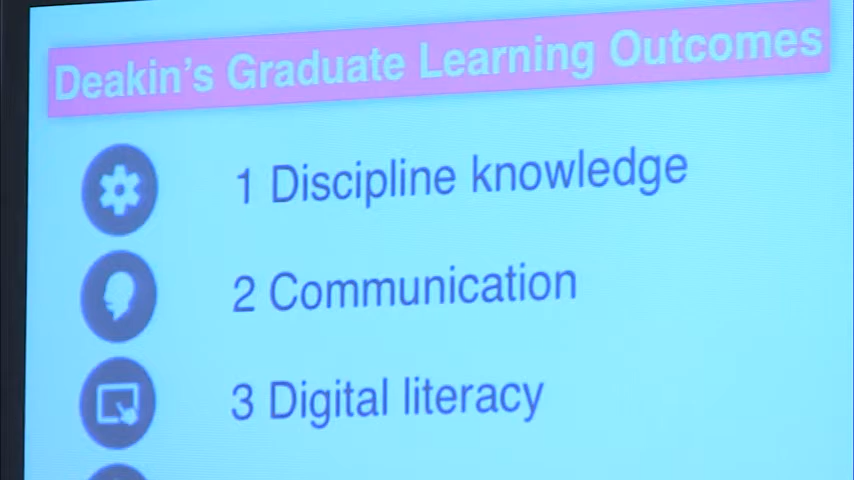 Deakin's Graduate Learning Outcomes
1 Discipline knowledge
2 Communication
3 Digital literacy